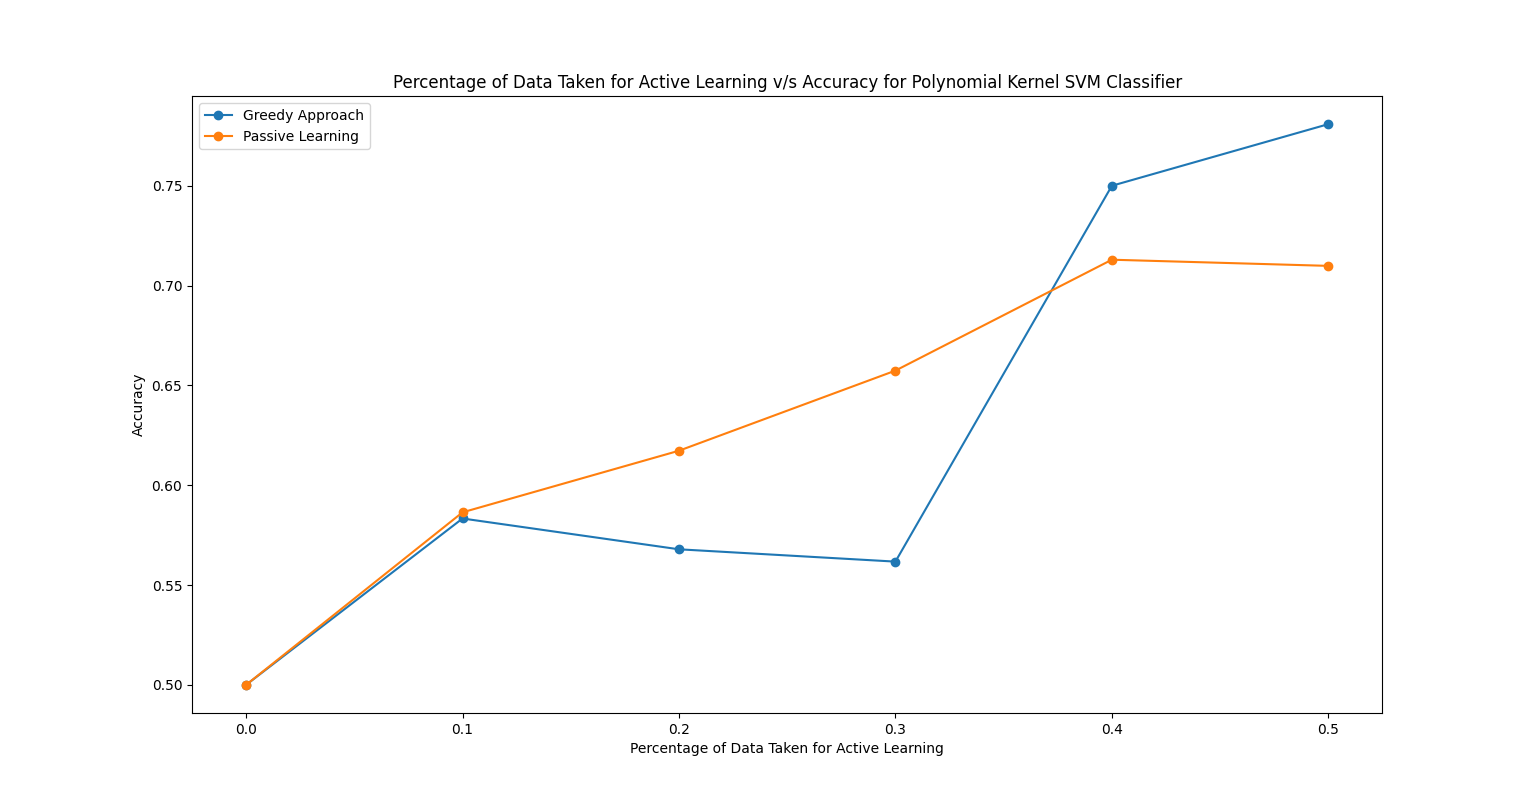 Percentage of Data Taken for Active Learning v/s Accuracy for Polynomial Kernel SVM Classifier
Greedy Approach
Passive Learning
0.75
0.70
0.65
0.60
0.55
0.50
Accuracy
0.0 0.1 0.2 0.3 0.4 0.5
Percentage of Data Taken for Active Learning